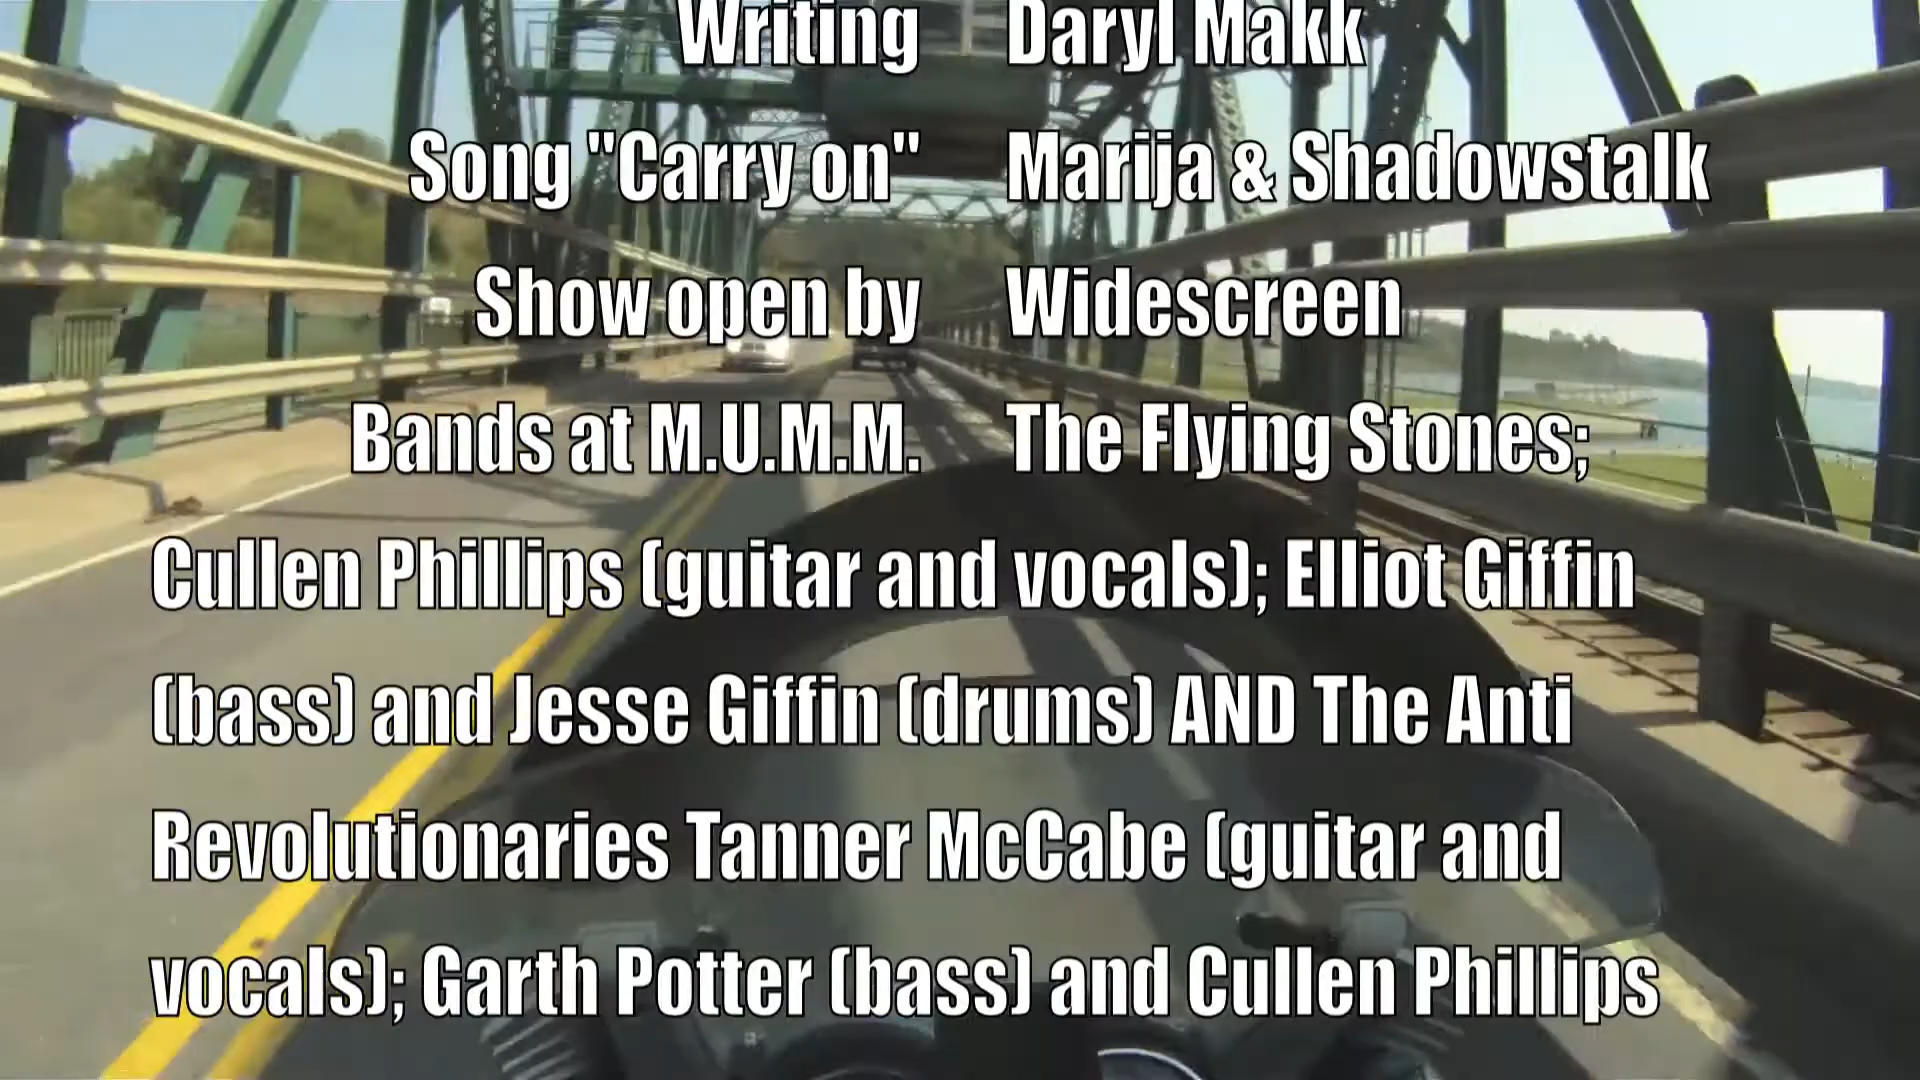 Writing Daryl Makk
Song "Carry on" Marija & Shadowstalk
Show open by Widescreen
Bands at M.U.M.M. The Flying Stones;
Cullen Phillips (guitar and vocals); Elliot Giffin
(bass) and Jesse Giffin (drums) AND The Anti
Revolutionaries Tanner McCabe (guitar and
vocals); Garth Potter (bass) and Cullen Phillips